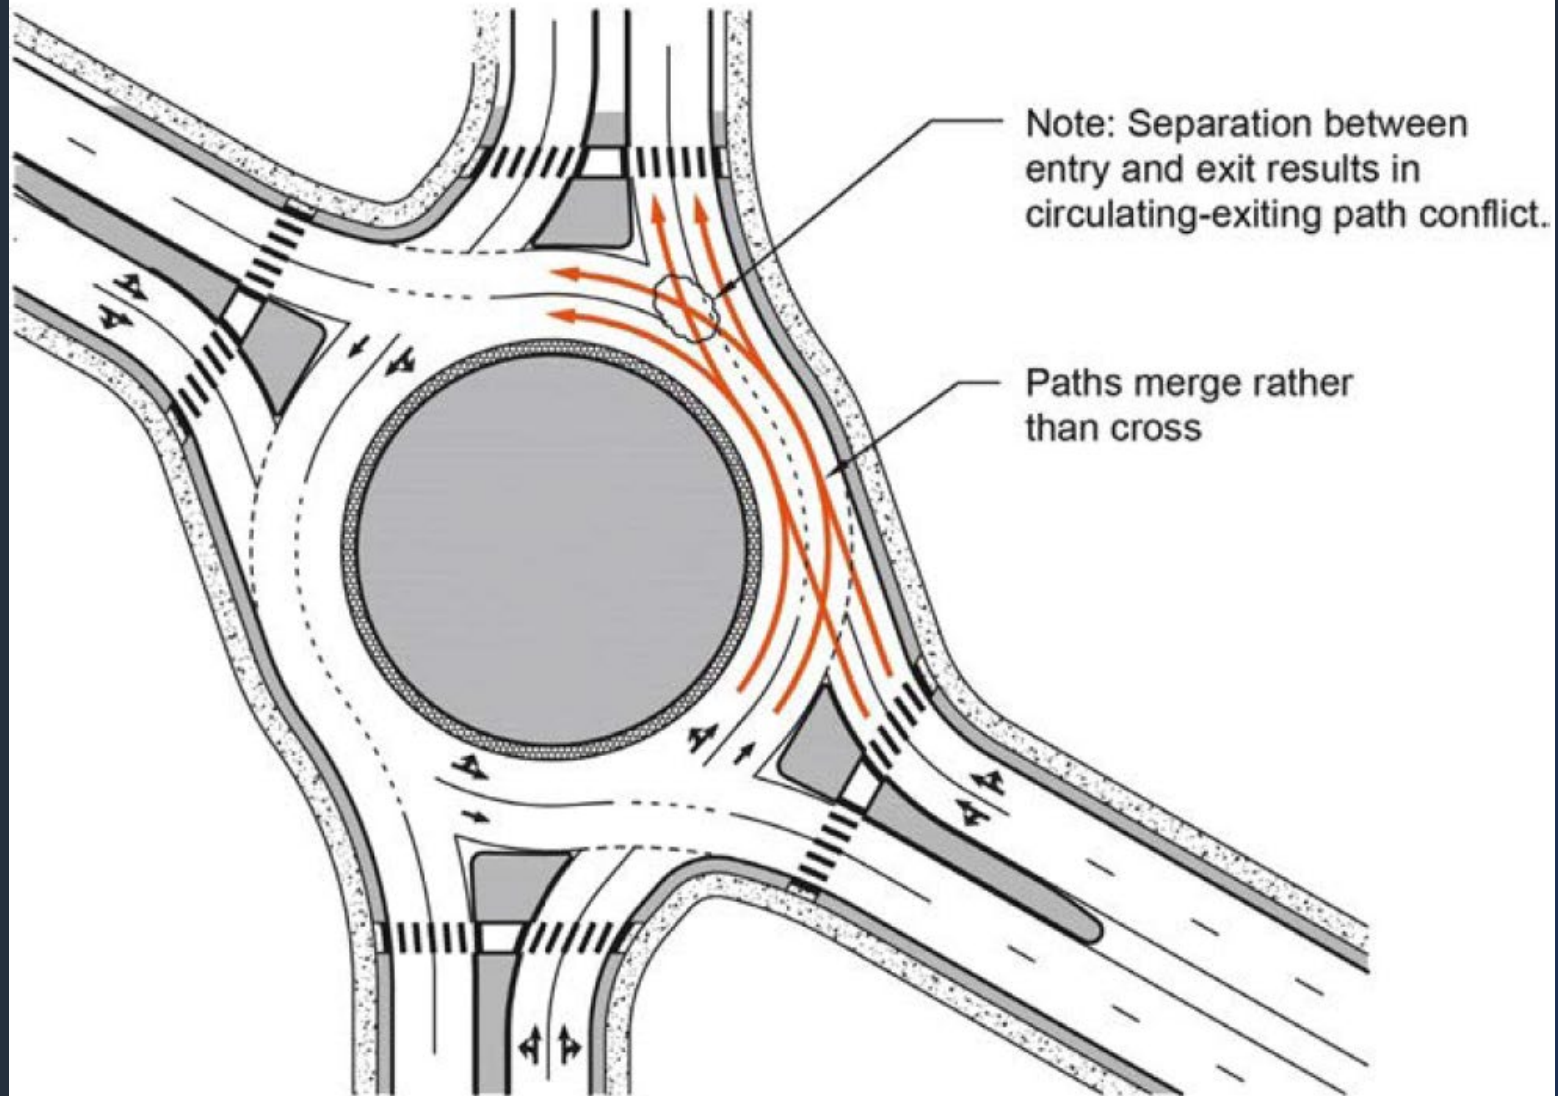 Note: Separation between
entry and exit results in
circulating-exiting path conflict.
Paths merge rather
than cross